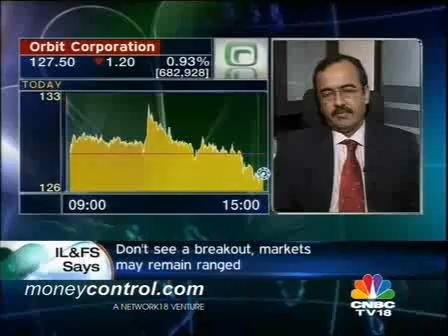 Orbit Corporation
127.50 1.20 0.93%
[682,928]
TODAY
133
126
09:00 15:00
IL&FS Says
Don't see a breakout, markets
may remain ranged
moneycontrol.com
A NETWORK18 VENTURE
CNBC
TV18